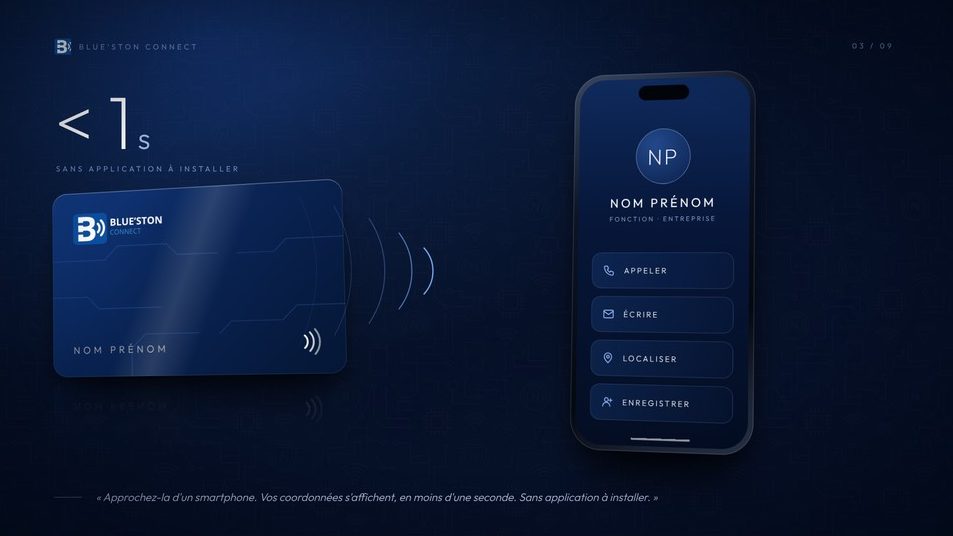 BLUE'STON CONNECT
03 / 09
< 1 s
SANS APPLICATION À INSTALLER
BLUE'STON
CONNECT
NOM PRÉNOM
NP
NOM PRÉNOM
FONCTION · ENTREPRISE
APPELER
ÉCRIRE
LOCALISER
ENREGISTRER
« Approchez-la d'un smartphone. Vos coordonnées s'affichent, en moins d'une seconde. Sans application à installer. »